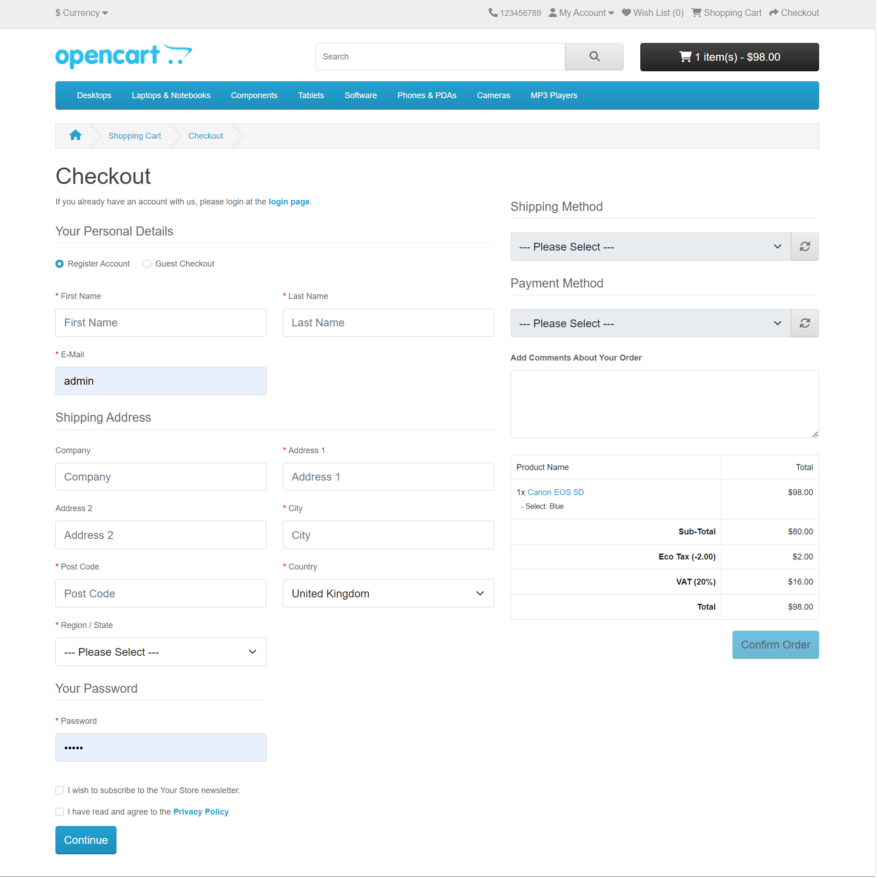 $ Currency
123456789 My Account Wish List (0) Shopping Cart Checkout
opencart
Search
1 item(s) - $98.00
Desktops Laptops & Notebooks Components Tablets Software Phones & PDAs Cameras MP3 Players
Shopping Cart Checkout
Checkout
If you already have an account with us, please login at the login page.
Your Personal Details
Register Account Guest Checkout
* First Name * Last Name
First Name Last Name
* E-Mail
admin
Shipping Address
Company * Address 1
Company Address 1
Address 2 * City
Address 2 City
* Post Code * Country
Post Code United Kingdom
* Region / State
--- Please Select ---
Your Password
* Password
•••••
I wish to subscribe to the Your Store newsletter.
I have read and agree to the Privacy Policy
Continue
Shipping Method
--- Please Select ---
Payment Method
--- Please Select ---
Add Comments About Your Order
Product Name Total
1x Canon EOS 5D $98.00
- Select: Blue
Sub-Total $80.00
Eco Tax (-2.00) $2.00
VAT (20%) $16.00
Total $98.00
Confirm Order